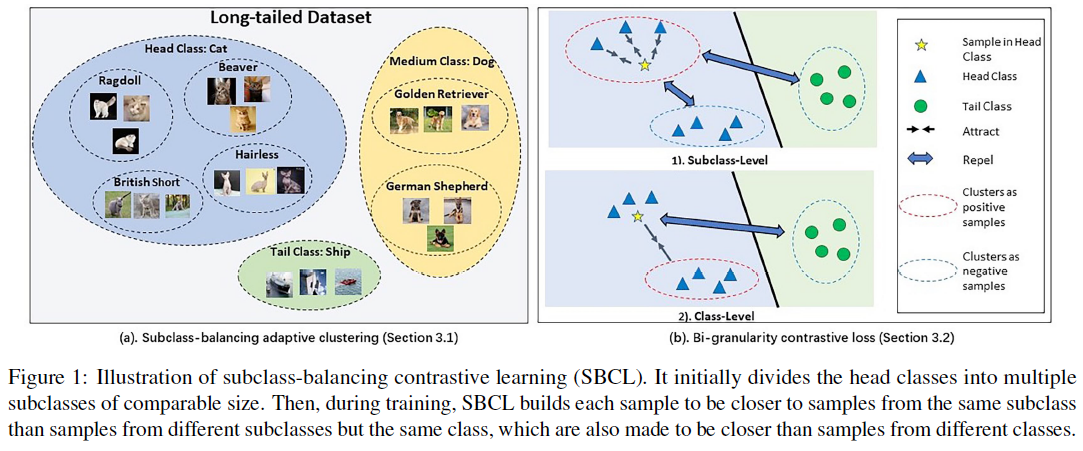 Long-tailed Dataset
Head Class: Cat
Ragdoll
Beaver
British Short
Hairless
Medium Class: Dog
Golden Retriever
German Shepherd
Tail Class: Ship
(a). Subclass-balancing adaptive clustering (Section 3.1)
1). Subclass-Level
2). Class-Level
Sample in Head
Class
Head Class
Tail Class
Attract
Repel
Clusters as
positive
samples
Clusters as
negative
samples
(b). Bi-granularity contrastive loss (Section 3.2)
Figure 1: Illustration of subclass-balancing contrastive learning (SBCL). It initially divides the head classes into multiple
subclasses of comparable size. Then, during training, SBCL builds each sample to be closer to samples from the same subclass
than samples from different subclasses but the same class, which are also made to be closer than samples from different classes.